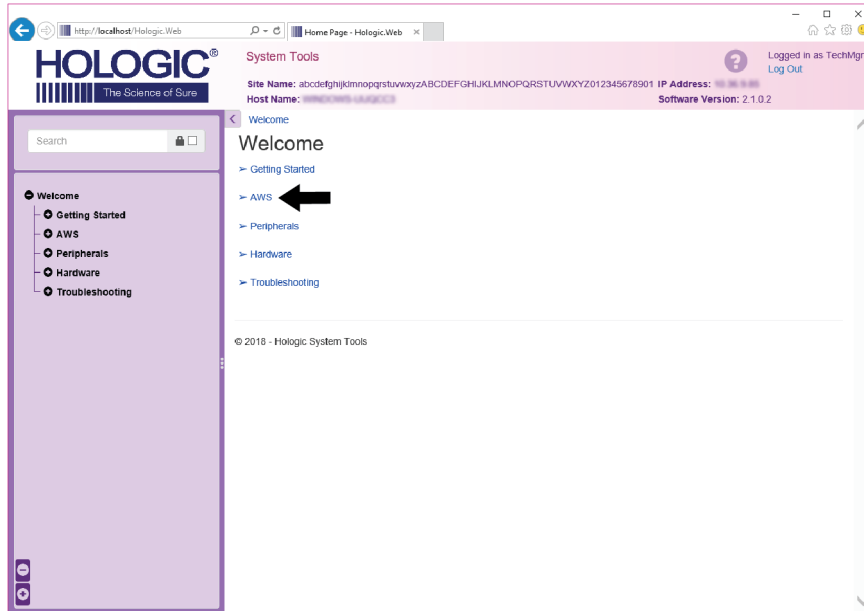 http://localhost/Hologic.Web
Home Page - Hologic.Web
HOLOGIC®
The Science of Sure
System Tools
Logged in as TechMgr
Log Out
Site Name: abcdefghijklmnopqrstuvwxyzABCDEFGHIJKLMNOPQRSTUVWXYZ012345678901 IP Address:
Host Name:
Software Version: 2.1.0.2
Search
Welcome
Getting Started
AWS
Peripherals
Hardware
Troubleshooting
Welcome
Welcome
➢ Getting Started
➢ AWS
➢ Peripherals
➢ Hardware
➢ Troubleshooting
© 2018 - Hologic System Tools